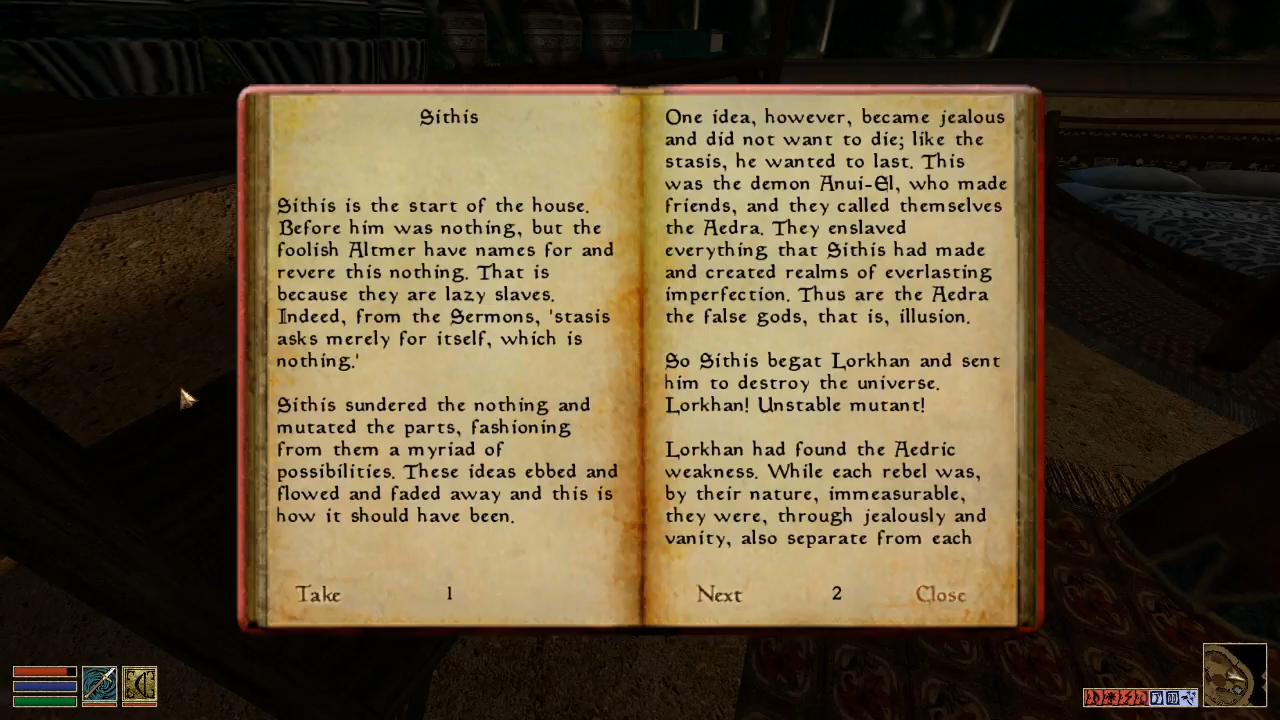 Sithis
Sithis is the start of the house.
Before him was nothing, but the
foolish Altmer have names for and
revere this nothing. That is
because they are lazy slaves.
Indeed, from the Sermons, 'stasis
asks merely for itself, which is
nothing.'
Sithis sundered the nothing and
mutated the parts, fashioning
from them a myriad of
possibilities. These ideas ebbed and
flowed and faded away and this is
how it should have been.
Take
1
One idea, however, became jealous
and did not want to die; like the
stasis, he wanted to last. This
was the demon Anui-El, who made
friends, and they called themselves
the Aedra. They enslaved
everything that Sithis had made
and created realms of everlasting
imperfection. Thus are the Aedra
the false gods, that is, illusion.
So Sithis begat Lorkhan and sent
him to destroy the universe.
Lorkhan! Unstable mutant!
Lorkhan had found the Aedric
weakness. While each rebel was,
by their nature, immeasurable,
they were, through jealously and
vanity, also separate from each
Next
2
Close